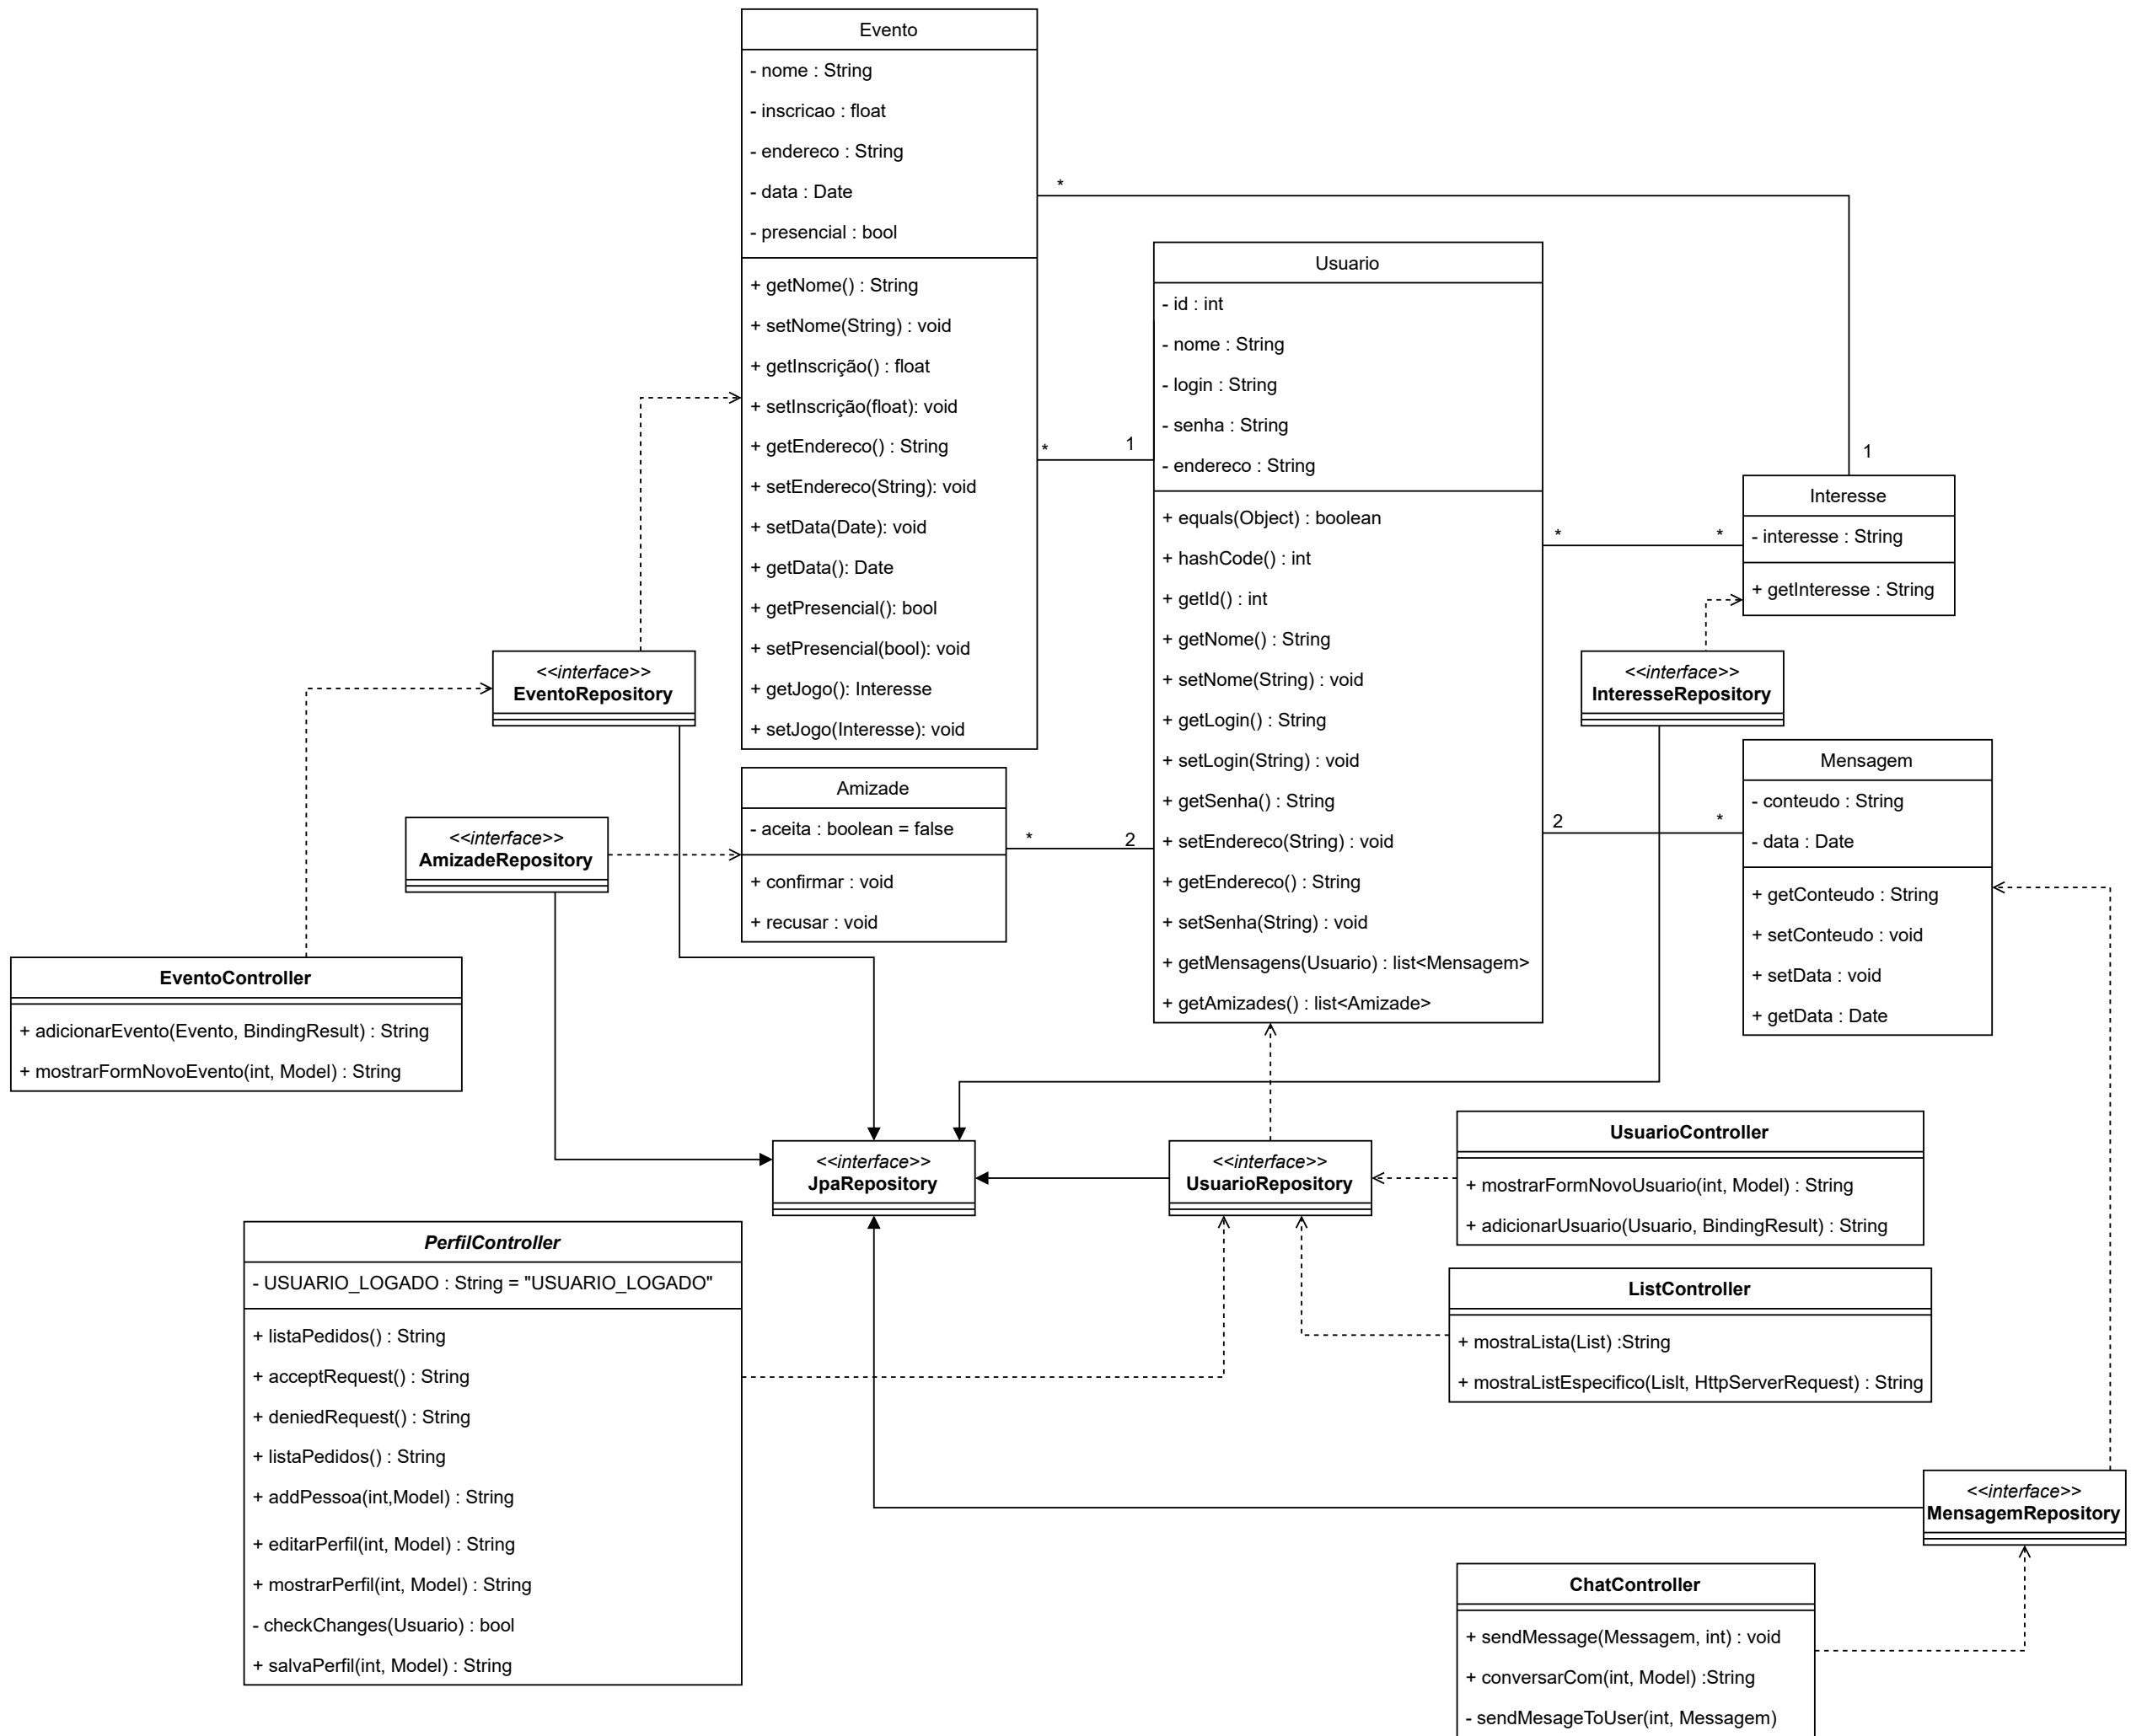 Evento
- nome : String
- inscricao : float
- endereco : String
- data : Date
- presencial : bool
+ getNome() : String
+ setNome(String) : void
+ getInscrição() : float
+ setInscrição(float): void
+ getEndereco() : String
+ setEndereco(String): void
+ setData(Date): void
+ getData(): Date
+ getPresencial(): bool
+ setPresencial(bool): void
+ getJogo(): Interesse
+ setJogo(Interesse): void
*
1
*
1
Usuario
- id : int
- nome : String
- login : String
- senha : String
- endereco : String
+ equals(Object) : boolean
+ hashCode() : int
+ getId() : int
+ getNome() : String
+ setNome(String) : void
+ getLogin() : String
+ setLogin(String) : void
+ getSenha() : String
+ setEndereco(String) : void
+ getEndereco() : String
+ setSenha(String) : void
+ getMensagens(Usuario) : list<Mensagem>
+ getAmizades() : list<Amizade>
*
*
Interesse
- interesse : String
+ getInteresse : String
<<interface>>
EventoRepository
<<interface>>
InteresseRepository
Mensagem
- conteudo : String
- data : Date
+ getConteudo : String
+ setConteudo : void
+ setData : void
+ getData : Date
2
*
Amizade
- aceita : boolean = false
+ confirmar : void
+ recusar : void
*
2
<<interface>>
AmizadeRepository
EventoController
+ adicionarEvento(Evento, BindingResult) : String
+ mostrarFormNovoEvento(int, Model) : String
<<interface>>
JpaRepository
<<interface>>
UsuarioRepository
UsuarioController
+ mostrarFormNovoUsuario(int, Model) : String
+ adicionarUsuario(Usuario, BindingResult) : String
PerfilController
- USUARIO_LOGADO : String = "USUARIO_LOGADO"
+ listaPedidos() : String
+ acceptRequest() : String
+ deniedRequest() : String
+ listaPedidos() : String
+ addPessoa(int,Model) : String
+ editarPerfil(int, Model) : String
+ mostrarPerfil(int, Model) : String
- checkChanges(Usuario) : bool
+ salvaPerfil(int, Model) : String
ListController
+ mostraLista(List) :String
+ mostraListEspecifico(Lislt, HttpServerRequest) : String
<<interface>>
MensagemRepository
ChatController
+ sendMessage(Messagem, int) : void
+ conversarCom(int, Model) :String
- sendMesageToUser(int, Messagem)